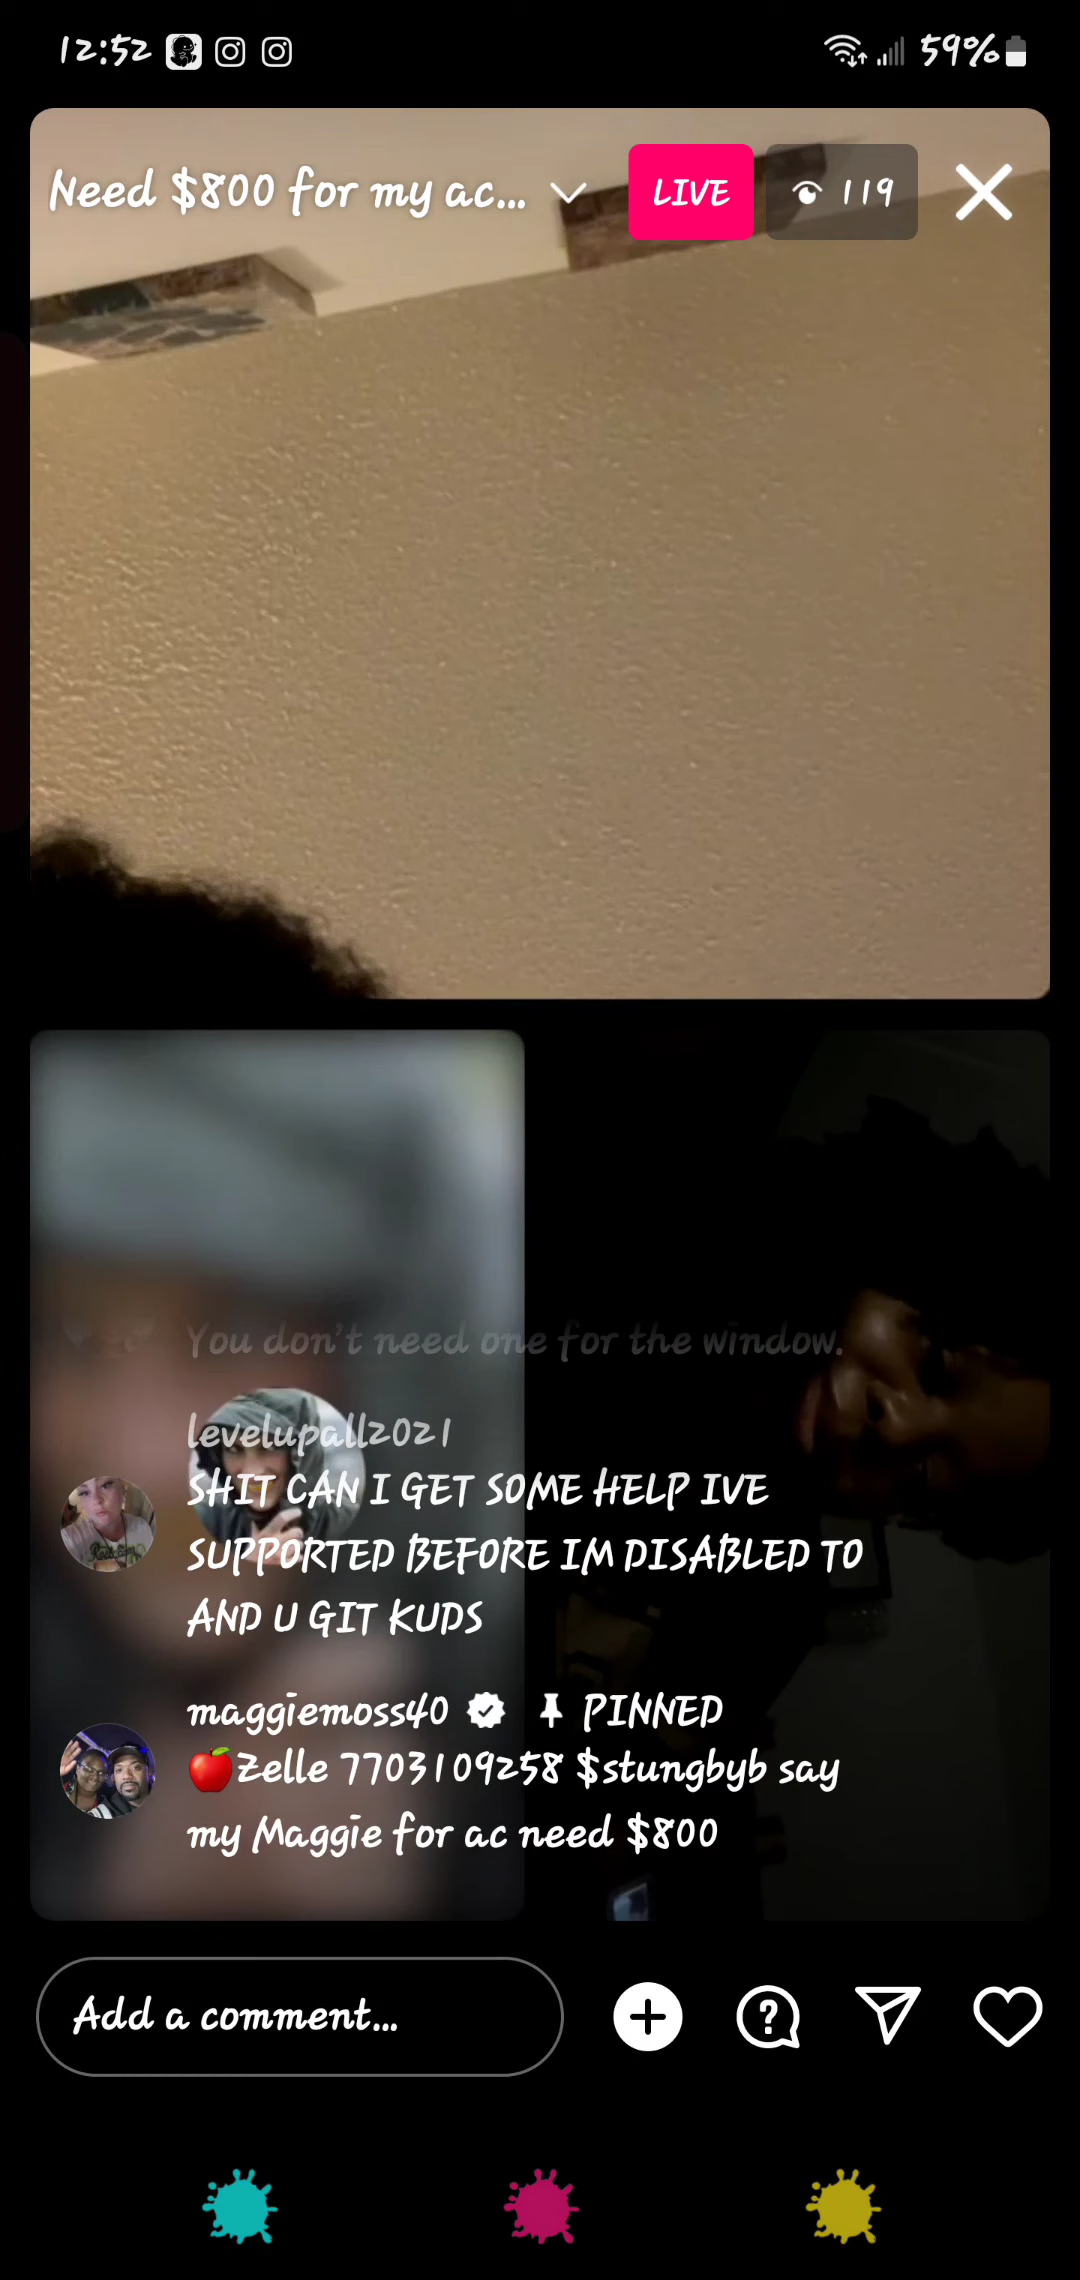 12:52
59%
Need $800 for my ac...
LIVE
119
You don't need one for the window.
levelupall2021
SHIT CAN I GET SOME HELP IVE
SUPPORTED BEFORE IM DISABLED TO
AND U GIT KUDS
maggiemoss40 PINNED
🍎Zelle 7703109258 $stungbyb say
my Maggie for ac need $800
Add a comment...